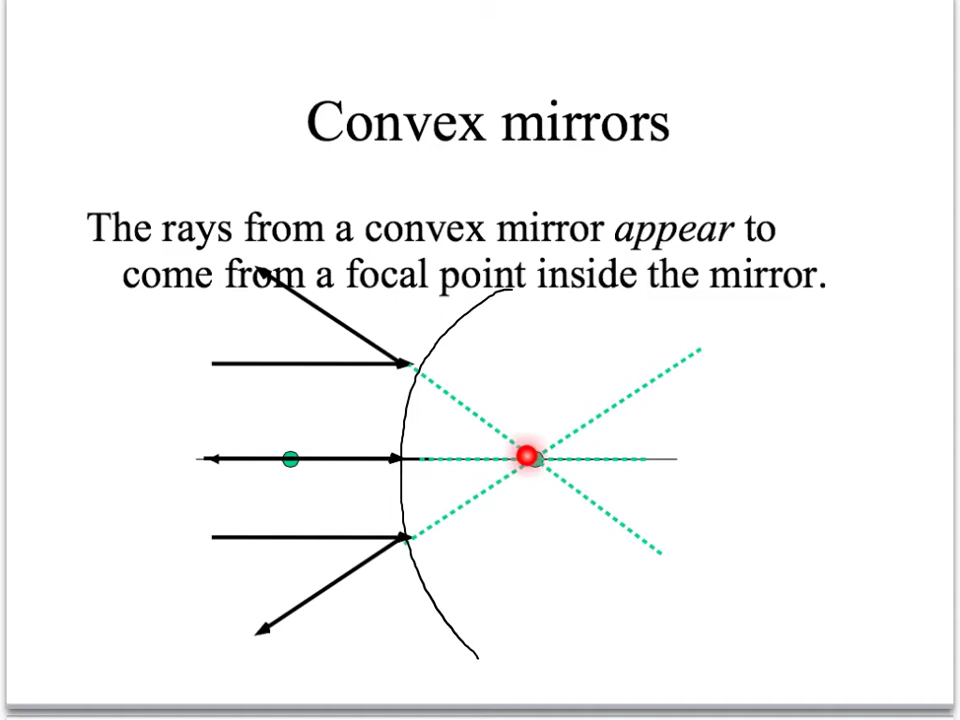 Convex mirrors
The rays from a convex mirror appear to
come from a focal point inside the mirror.